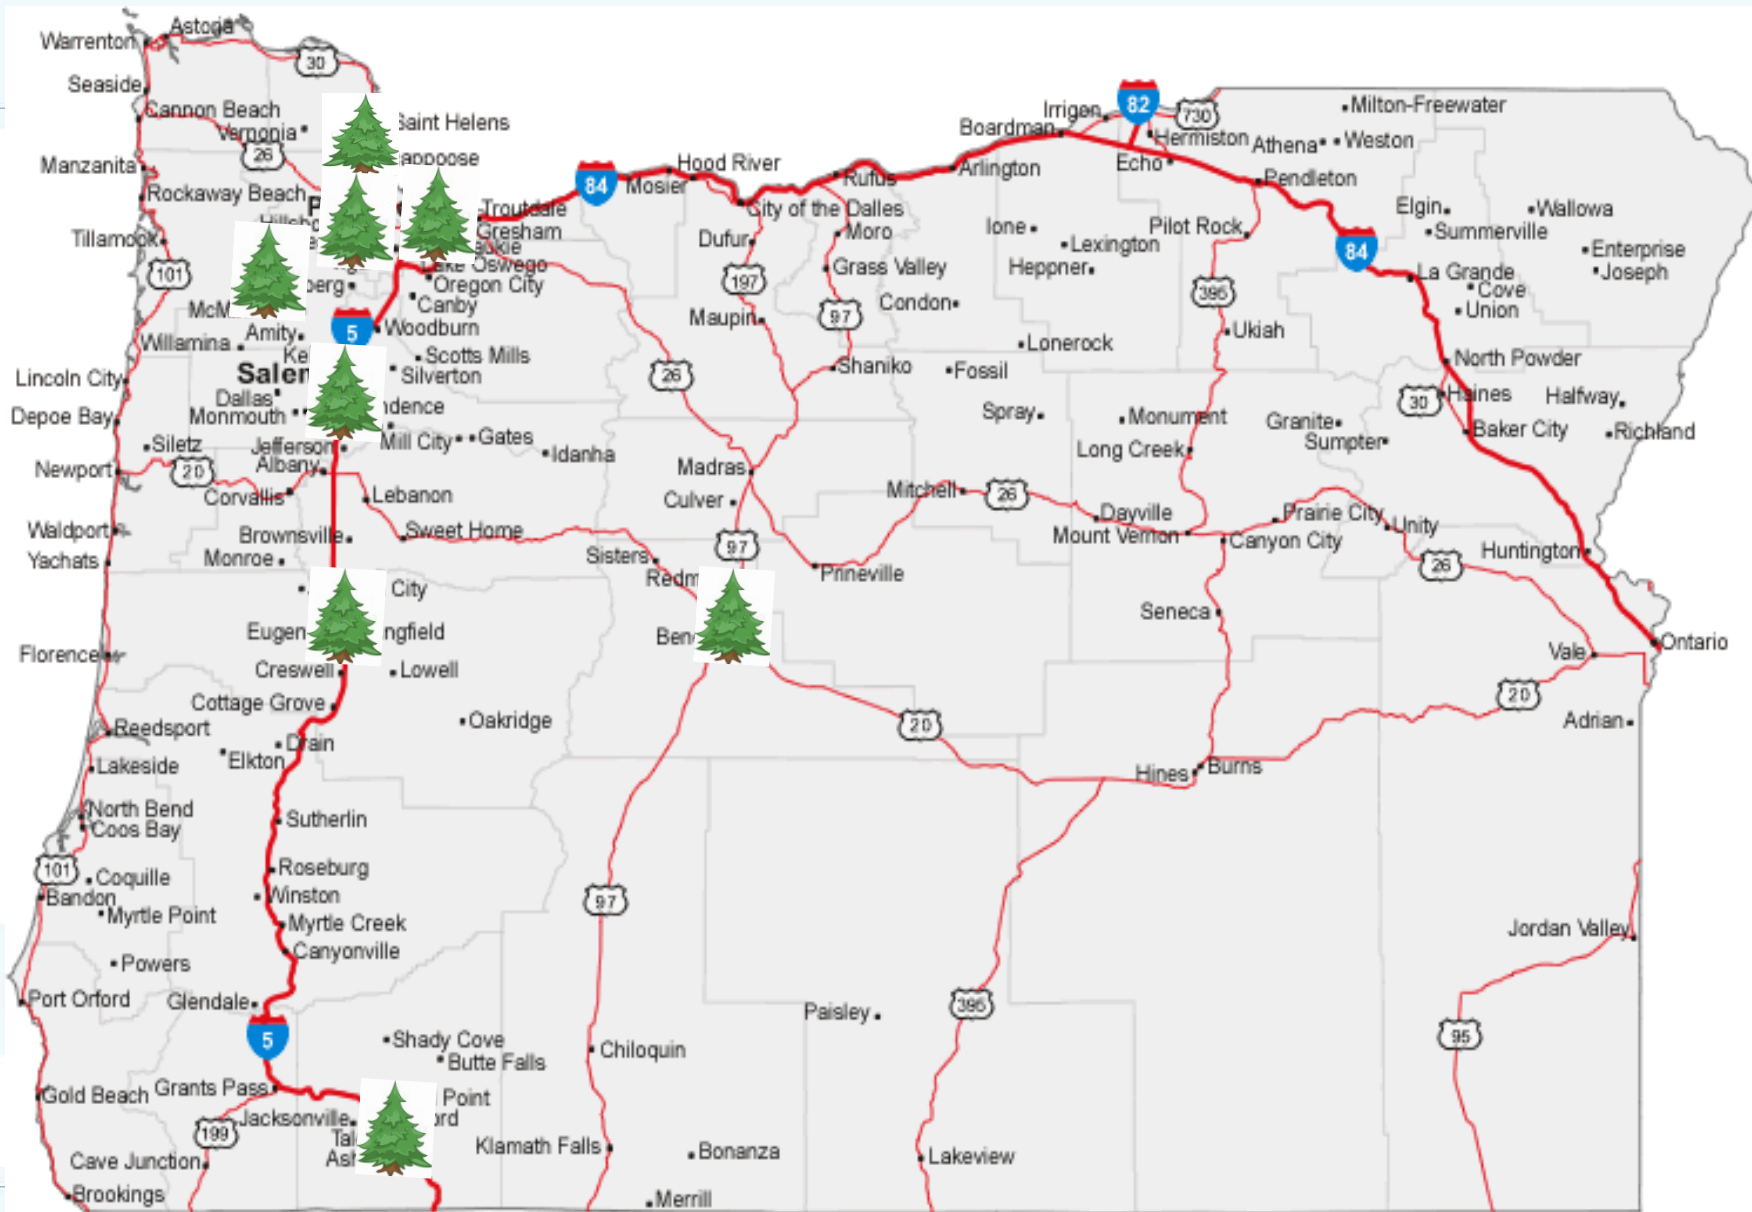 Astoria
Warrenton
30
Seaside
82
730
Milton-Freewater
Irrigon
Cannon Beach
Saint Helens
Vernonia
Boardman
Hermiston
Athena
Weston
26
Hood River
Echo
Manzanita
Arlington
84
Mosier
Rufus
Pendleton
Rockaway Beach
Troutdale
City of the Dalles
Elgin
Wallowa
Gresham
Ione
Pilot Rock
Summerville
Tillamook
Dufur
Moro
Lexington
84
Enterprise
Lake Oswego
Grass Valley
Heppner
La Grande
Joseph
101
197
Oregon City
395
Cove
Canby
Condon
Union
Maupin
97
Amity
5
Woodburn
Ukiah
Willamina
Lonerock
Scotts Mills
North Powder
Salem
Silverton
26
Shaniko
Fossil
Lincoln City
Dallas
30
Haines
Halfway
Depoe Bay
Monmouth
Spray
Monument
Granite
Siletz
Jefferson
Mill City
Gates
Idanha
Long Creek
Sumpter
Baker City
Richland
Newport
20
Albany
Madras
Corvallis
Lebanon
Culver
Mitchell
26
Waldport
Brownsville
Sweet Home
Dayville
Prairie City
Unity
Mount Vernon
Canyon City
Yachats
Monroe
Sisters
97
Prineville
Huntington
26
City
Redm
Seneca
Florence
Eugen
ngfield
Ben
Vale
Ontario
Creswell
Lowell
Cottage Grove
20
Reedsport
Oakridge
20
Adrian
Drain
Elkton
Lakeside
Hines
Burns
North Bend
Coos Bay
Sutherlin
101
Coquille
Roseburg
Bandon
Winston
97
Myrtle Point
Myrtle Creek
Jordan Valley
Powers
Canyonville
Port Orford
Glendale
Paisley
395
5
Shady Cove
Butte Falls
Chiloquin
95
Gold Beach
Grants Pass
Point
199
Jacksonville
ord
Tal
Klamath Falls
Bonanza
Cave Junction
Ash
Lakeview
Brookings
Merrill